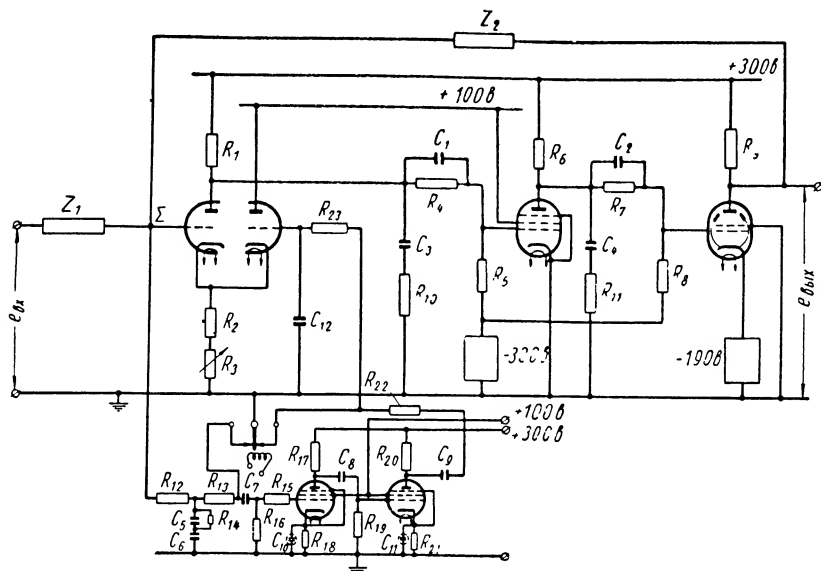 Z₂
+300в
+100в
R₁
C₁
R₆
C₂
R₉
Z₁
Σ
R₂₃
R₄
R₇
C₃
C₄
eвх
R₂
C₁₂
R₁₀
R₅
R₁₁
R₈
eвых
R₃
-300в
-190в
R₂₂
+100в
+300в
R₁₇
C₈
R₂₀
C₉
R₁₂
R₁₃
C₇
R₁₅
C₅
R₁₄
R₁₆
R₁₉
C₆
C₁₀
R₁₈
C₁₁
R₂₁